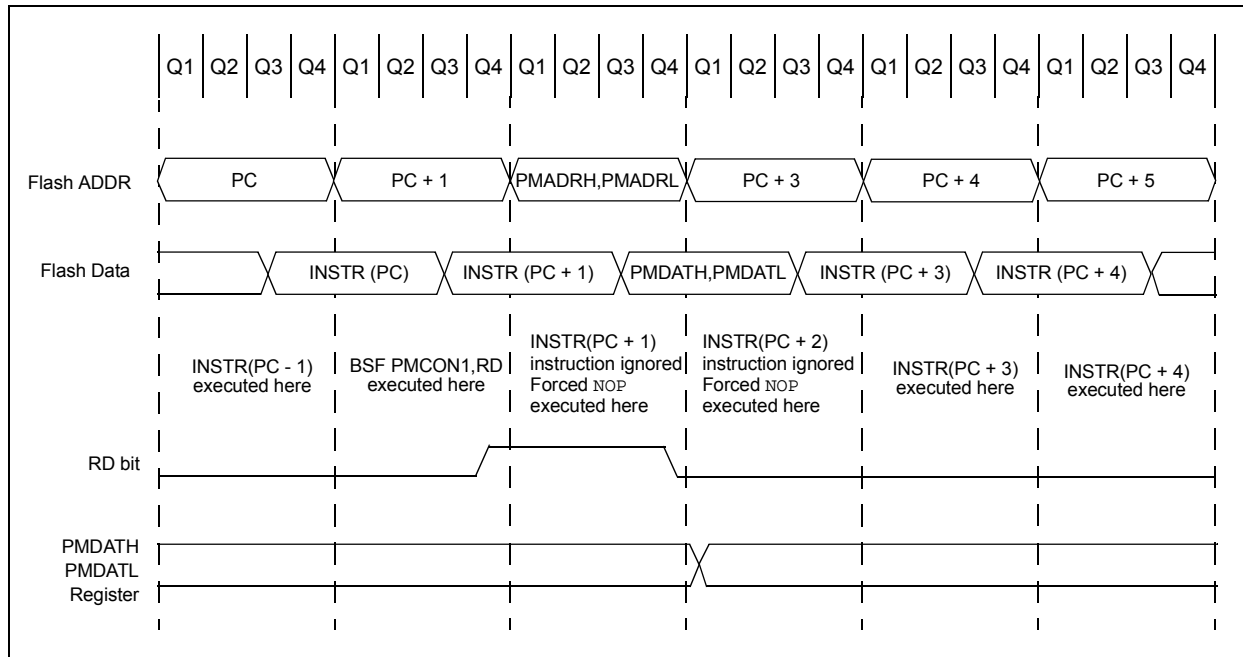 Q1 Q2 Q3 Q4 Q1 Q2 Q3 Q4 Q1 Q2 Q3 Q4 Q1 Q2 Q3 Q4 Q1 Q2 Q3 Q4 Q1 Q2 Q3 Q4
Flash ADDR PC PC + 1 PMADRH,PMADRL PC + 3 PC + 4 PC + 5
Flash Data INSTR (PC) INSTR (PC + 1) PMDATH,PMDATL INSTR (PC + 3) INSTR (PC + 4)
INSTR(PC - 1)
executed here
BSF PMCON1,RD
executed here
INSTR(PC + 1)
instruction ignored
Forced NOP
executed here
INSTR(PC + 2)
instruction ignored
Forced NOP
executed here
INSTR(PC + 3)
executed here
INSTR(PC + 4)
executed here
RD bit
PMDATH
PMDATL
Register